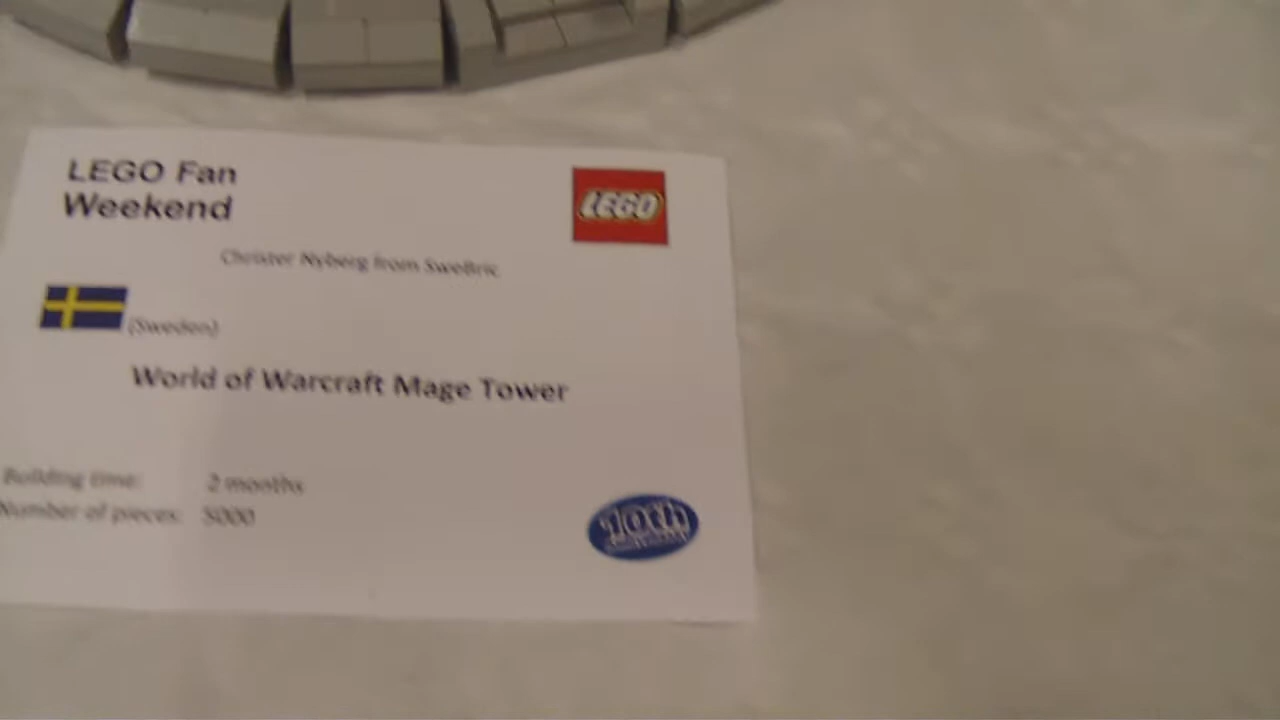 LEGO Fan
Weekend
LEGO
Christer Nyberg from SweBric
(Sweden)
World of Warcraft Mage Tower
Building time: 2 months
Number of pieces: 5000
10th